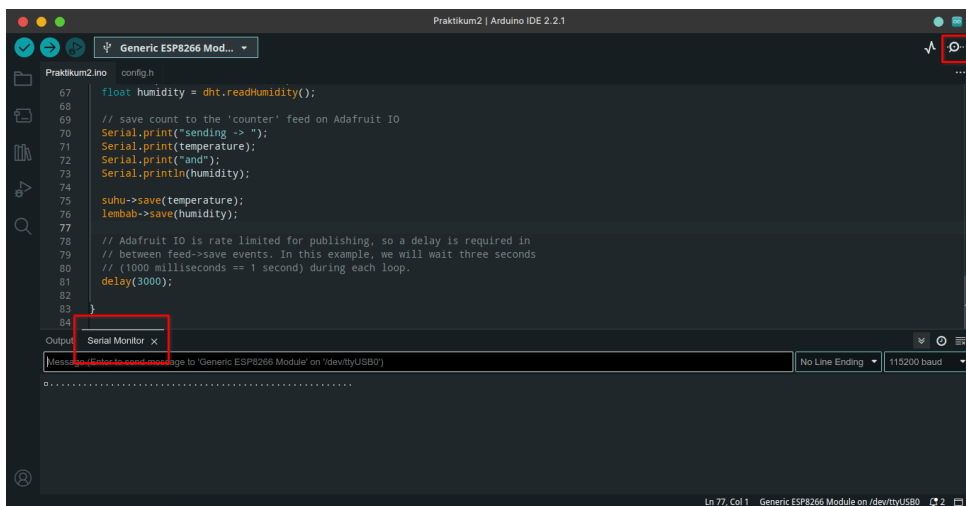 Praktikum2 | Arduino IDE 2.2.1
Generic ESP8266 Mod...
Praktikum2.ino config.h
67 float humidity = dht.readHumidity();
68
69 // save count to the 'counter' feed on Adafruit IO
70 Serial.print("sending -> ");
71 Serial.print(temperature);
72 Serial.print("and");
73 Serial.println(humidity);
74
75 suhu->save(temperature);
76 lembab->save(humidity);
77
78 // Adafruit IO is rate limited for publishing, so a delay is required in
79 // between feed->save events. In this example, we will wait three seconds
80 // (1000 milliseconds == 1 second) during each loop.
81 delay(3000);
82
83 }
84
Output Serial Monitor x
Message (Enter to send message to 'Generic ESP8266 Module' on '/dev/ttyUSB0') No Line Ending 115200 baud
.......................................................
Ln 77, Col 1 Generic ESP8266 Module on /dev/ttyUSB0 2